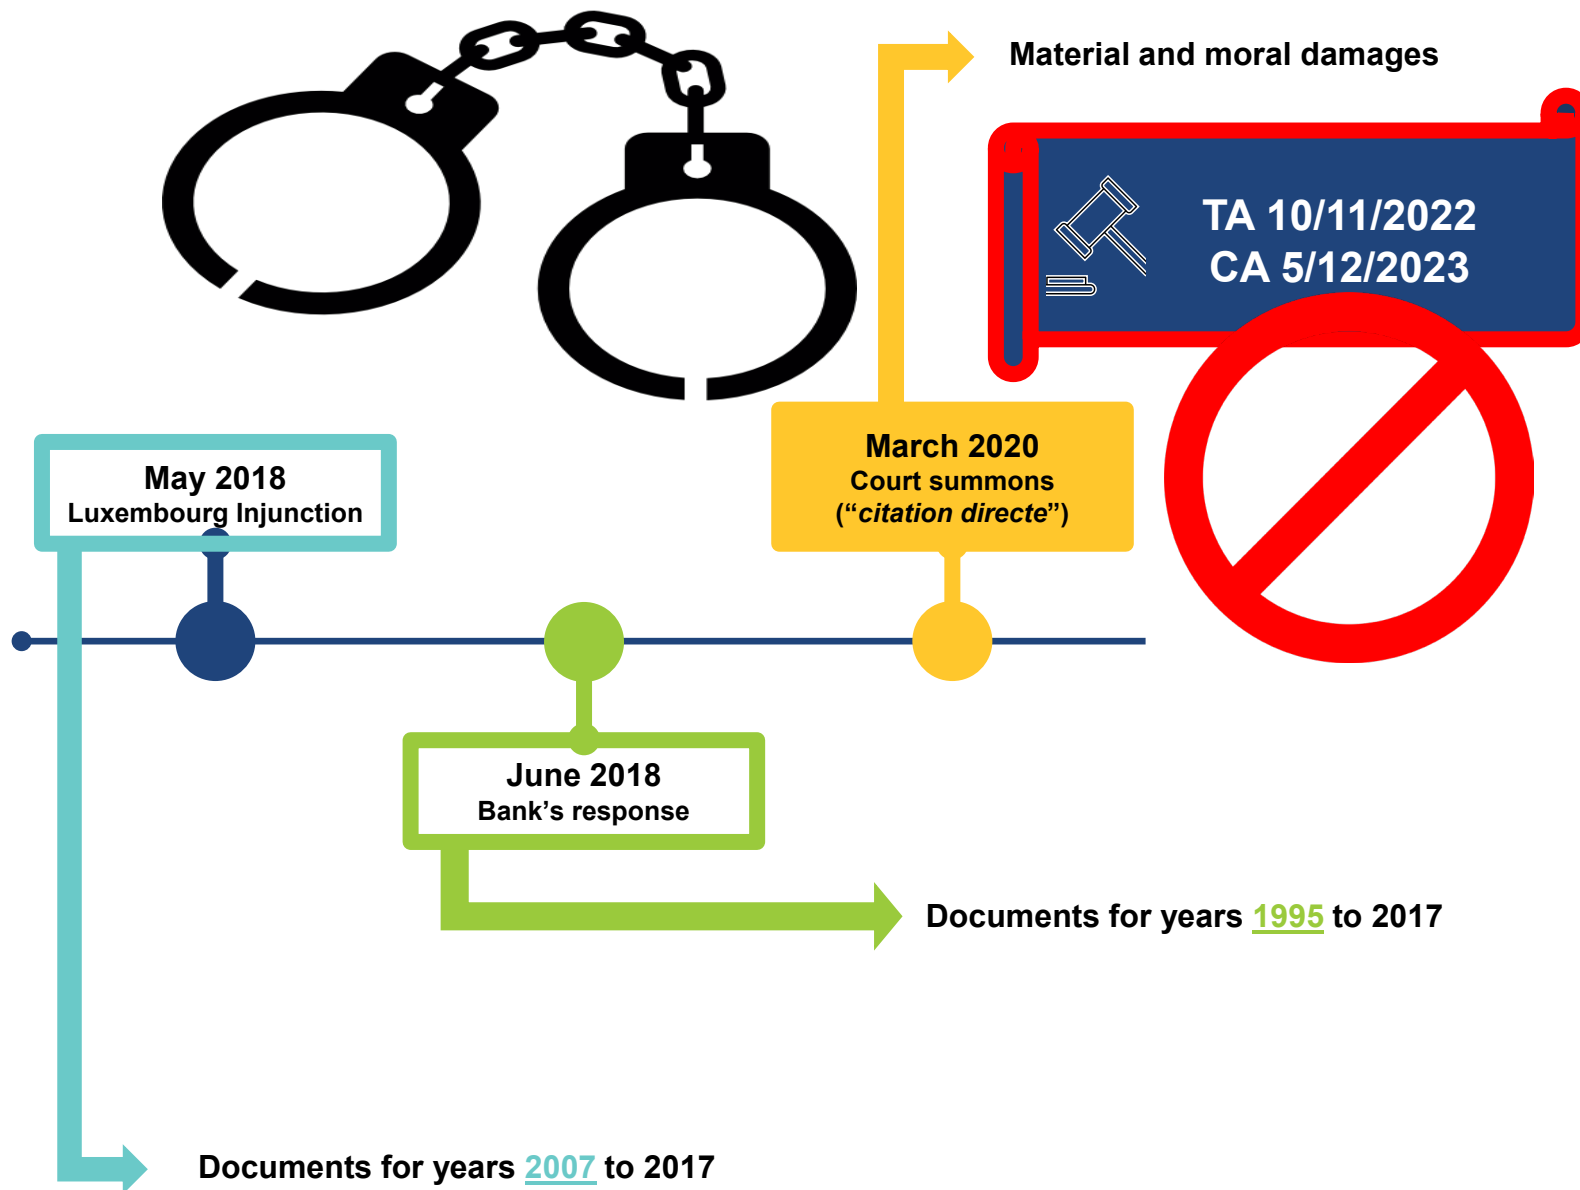 Material and moral damages
TA 10/11/2022
CA 5/12/2023
March 2020
Court summons
(“citation directe”)
May 2018
Luxembourg Injunction
June 2018
Bank’s response
Documents for years 1995 to 2017
Documents for years 2007 to 2017